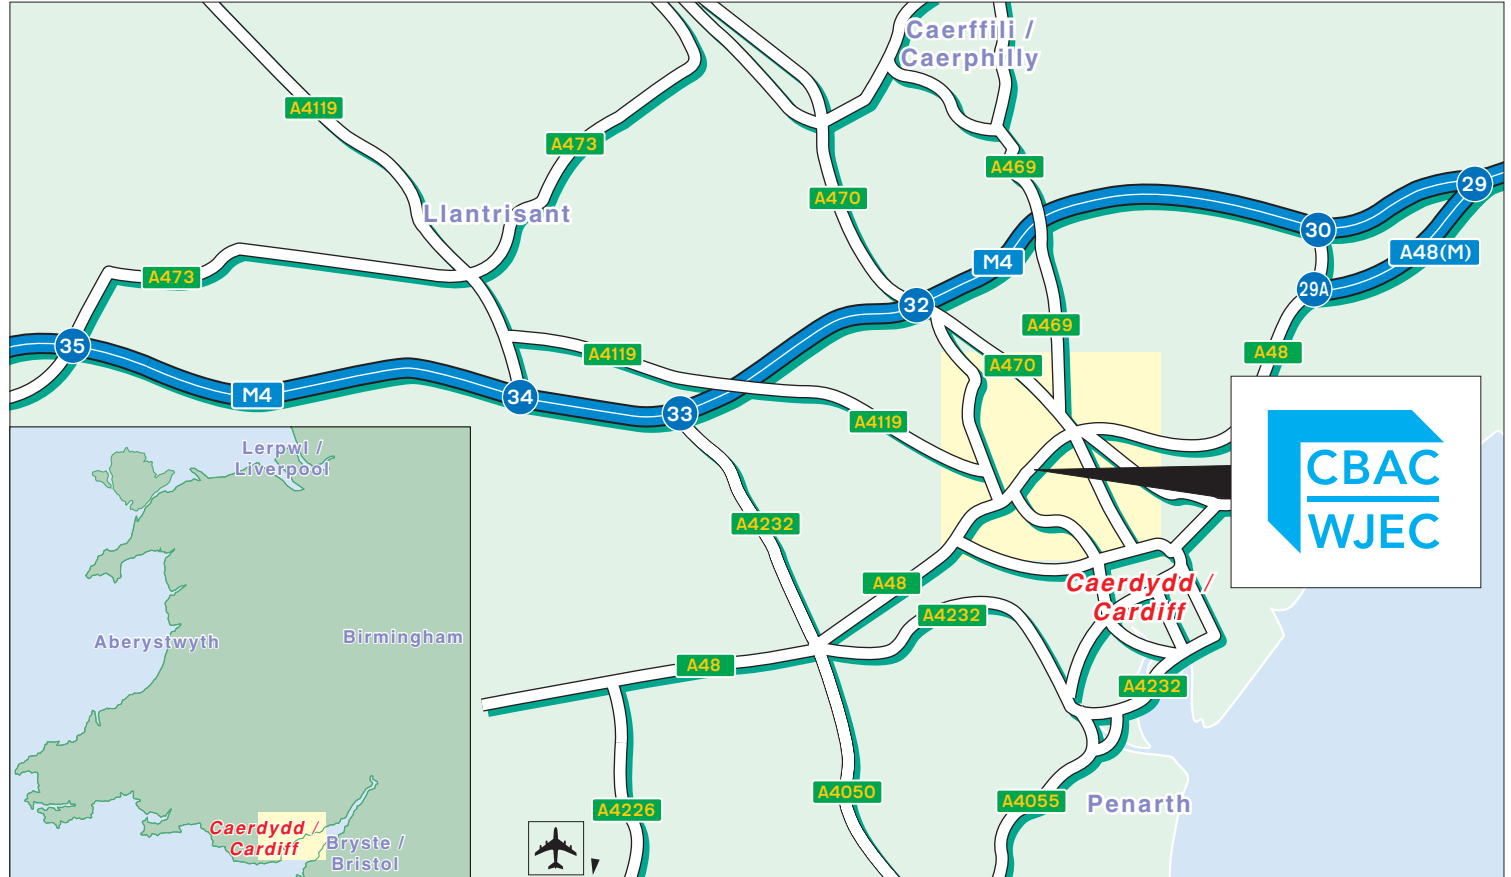 Caerffili /
Caerphilly
A4119
A473
A469
A470
Llantrisant
29
30
A48(M)
M4
A473
29A
32
A469
35
A4119
A48
A470
M4
34
33
A4119
CBAC
WJEC
Lerpwl /
Liverpool
A4232
A48
Caerdydd /
Cardiff
A4232
Aberystwyth
Birmingham
A48
A4232
A4050
A4055
Penarth
A4226
Caerdydd /
Cardiff
Bryste /
Bristol